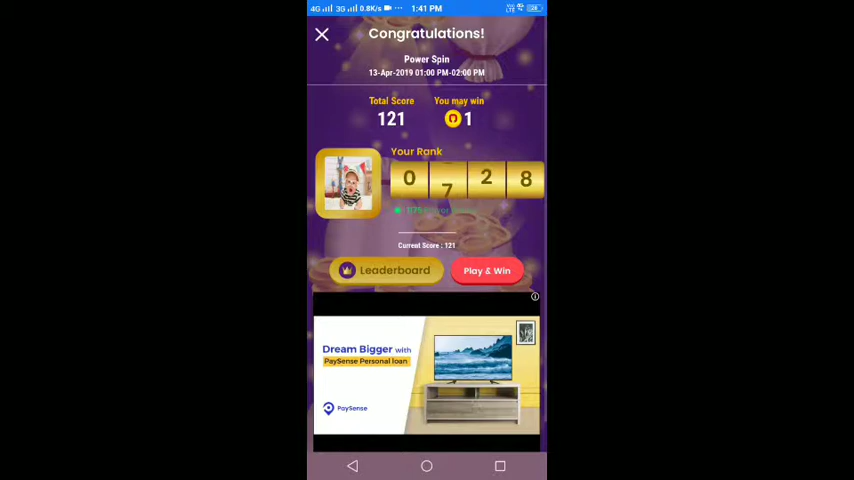 4G 3G 0.8K/s ... 1:41 PM
Congratulations!
Power Spin
13-Apr-2019 01:00 PM-02:00 PM
Total Score You may win
121 1
Your Rank
0 7 2 8
Current Score : 121
Leaderboard Play & Win
Dream Bigger with
PaySense Personal loan
PaySense